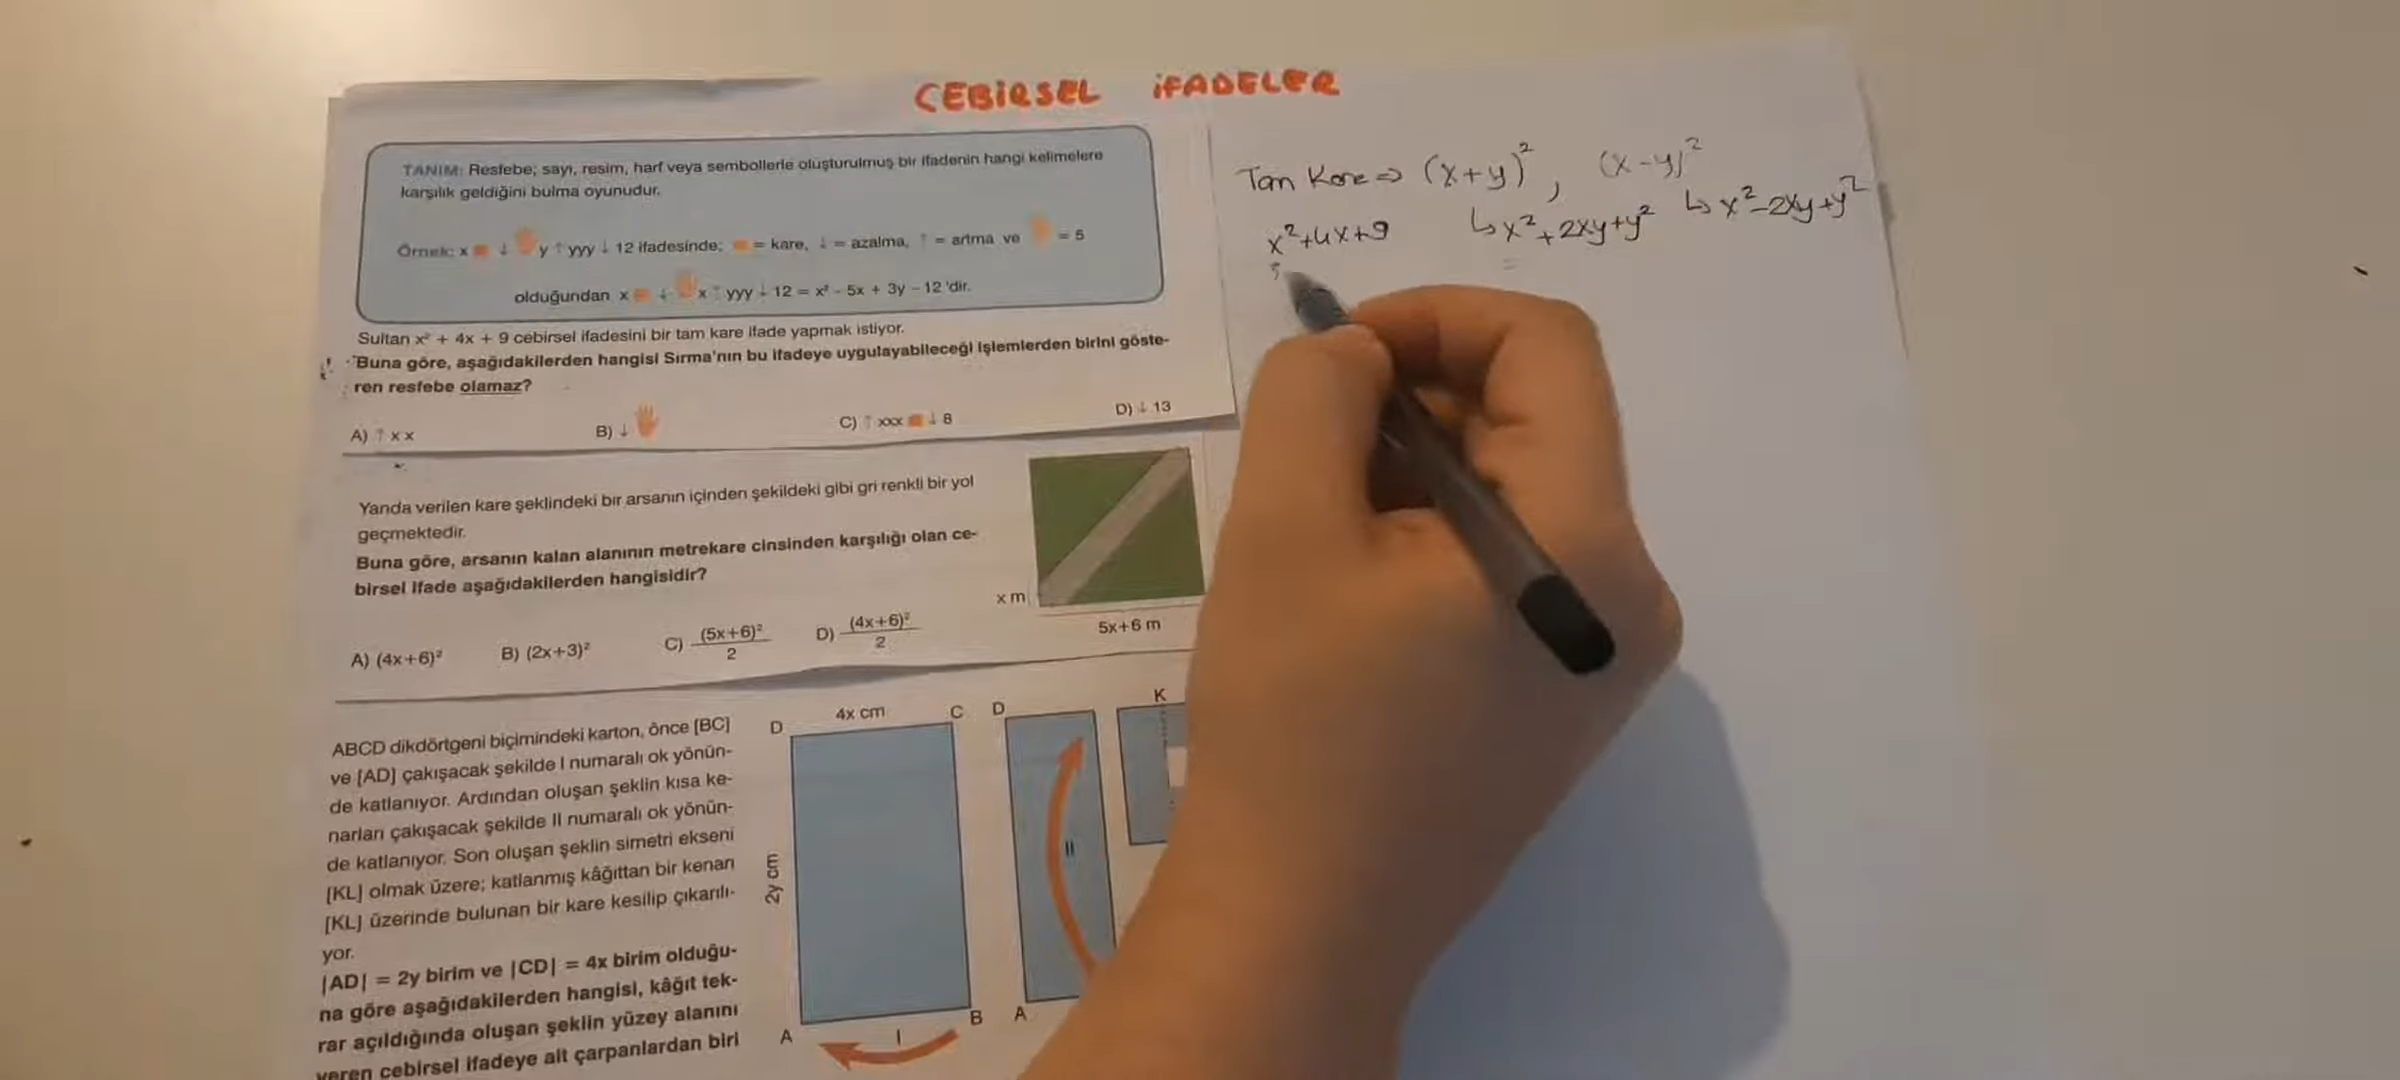 CEBİRSEL İFADELER
TANIM: Resfebe; sayı, resim, harf veya sembollerle oluşturulmuş bir ifadenin hangi kelimelere
karşılık geldiğini bulma oyunudur.
Örnek: x ↓ y ↑ yyy ↓ 12 ifadesinde; = kare, ↓ = azalma, ↑ = artma ve = 5
olduğundan x ↓ x ↑ yyy ↓ 12 = x² - 5x + 3y - 12 'dir.
Sultan x² + 4x + 9 cebirsel ifadesini bir tam kare ifade yapmak istiyor.
Buna göre, aşağıdakilerden hangisi Sırma'nın bu ifadeye uygulayabileceği işlemlerden birini göste-
ren resfebe olamaz?
A) ↑ x x
B) ↓
C) ↑ xxx ↓ 8
D) ↓ 13
Yanda verilen kare şeklindeki bir arsanın içinden şekildeki gibi gri renkli bir yol
geçmektedir.
Buna göre, arsanın kalan alanının metrekare cinsinden karşılığı olan ce-
birsel ifade aşağıdakilerden hangisidir?
x m
5x+6 m
A) (4x+6)²
B) (2x+3)²
C) (5x+6)²/2
D) (4x+6)²/2
ABCD dikdörtgeni biçimindeki karton, önce [BC]
ve [AD] çakışacak şekilde I numaralı ok yönün-
de katlanıyor. Ardından oluşan şeklin kısa ke-
narları çakışacak şekilde II numaralı ok yönün-
de katlanıyor. Son oluşan şeklin simetri ekseni
[KL] olmak üzere; katlanmış kâğıttan bir kenarı
[KL] üzerinde bulunan bir kare kesilip çıkarılı-
yor.
|AD| = 2y birim ve |CD| = 4x birim olduğu-
na göre aşağıdakilerden hangisi, kâğıt tek-
rar açıldığında oluşan şeklin yüzey alanını
veren cebirsel ifadeye ait çarpanlardan biri
D 4x cm C
2y cm
A I B
D
II
A
K
Tam Kare ⇒ (x+y)², (x-y)²
↳ x²+2xy+y² ↳ x²-2xy+y²
x²+4x+9